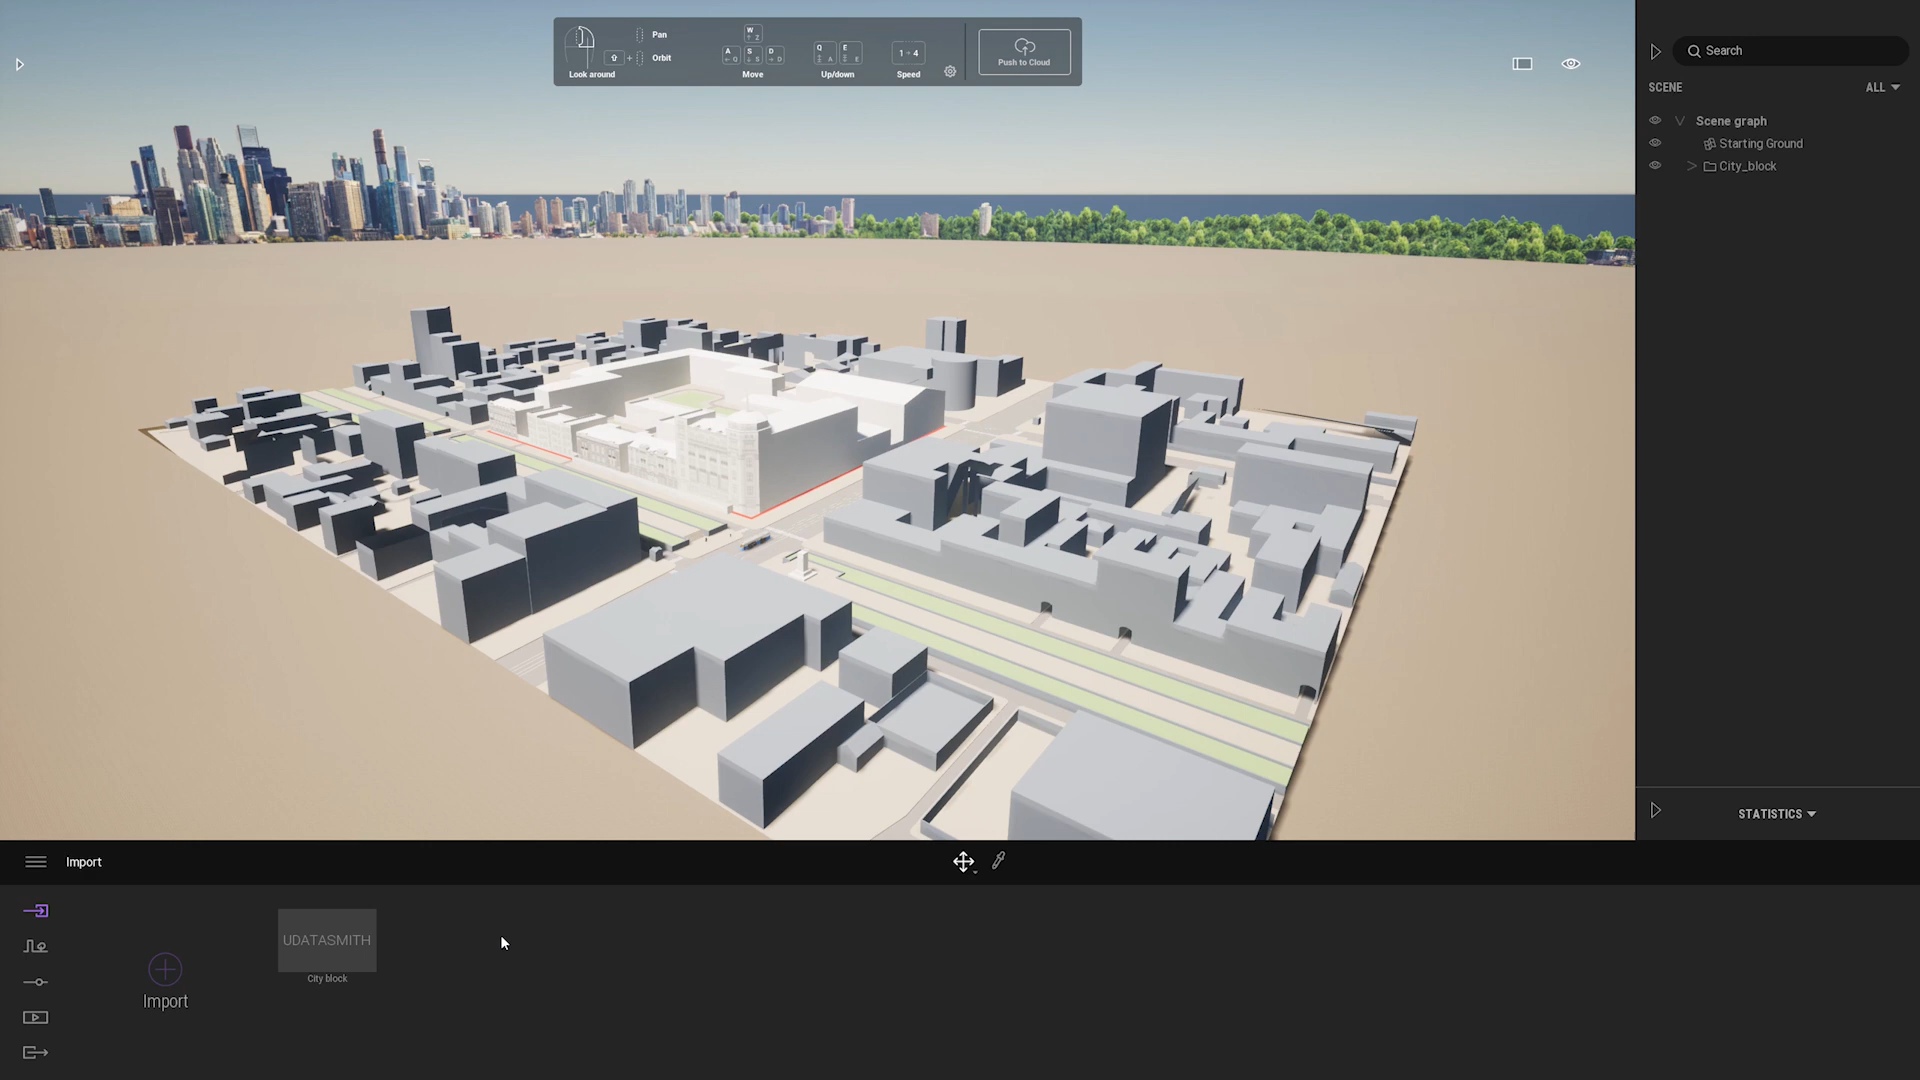 Pan
Orbit
Look around
W
↑ Z
A
← Q
S
↓ S
D
→ D
Move
Q
A
E
E
Up/down
1 → 4
Speed
Push to Cloud
Search
SCENE
ALL
Scene graph
Starting Ground
City_block
STATISTICS
Import
UDATASMITH
City block
Import